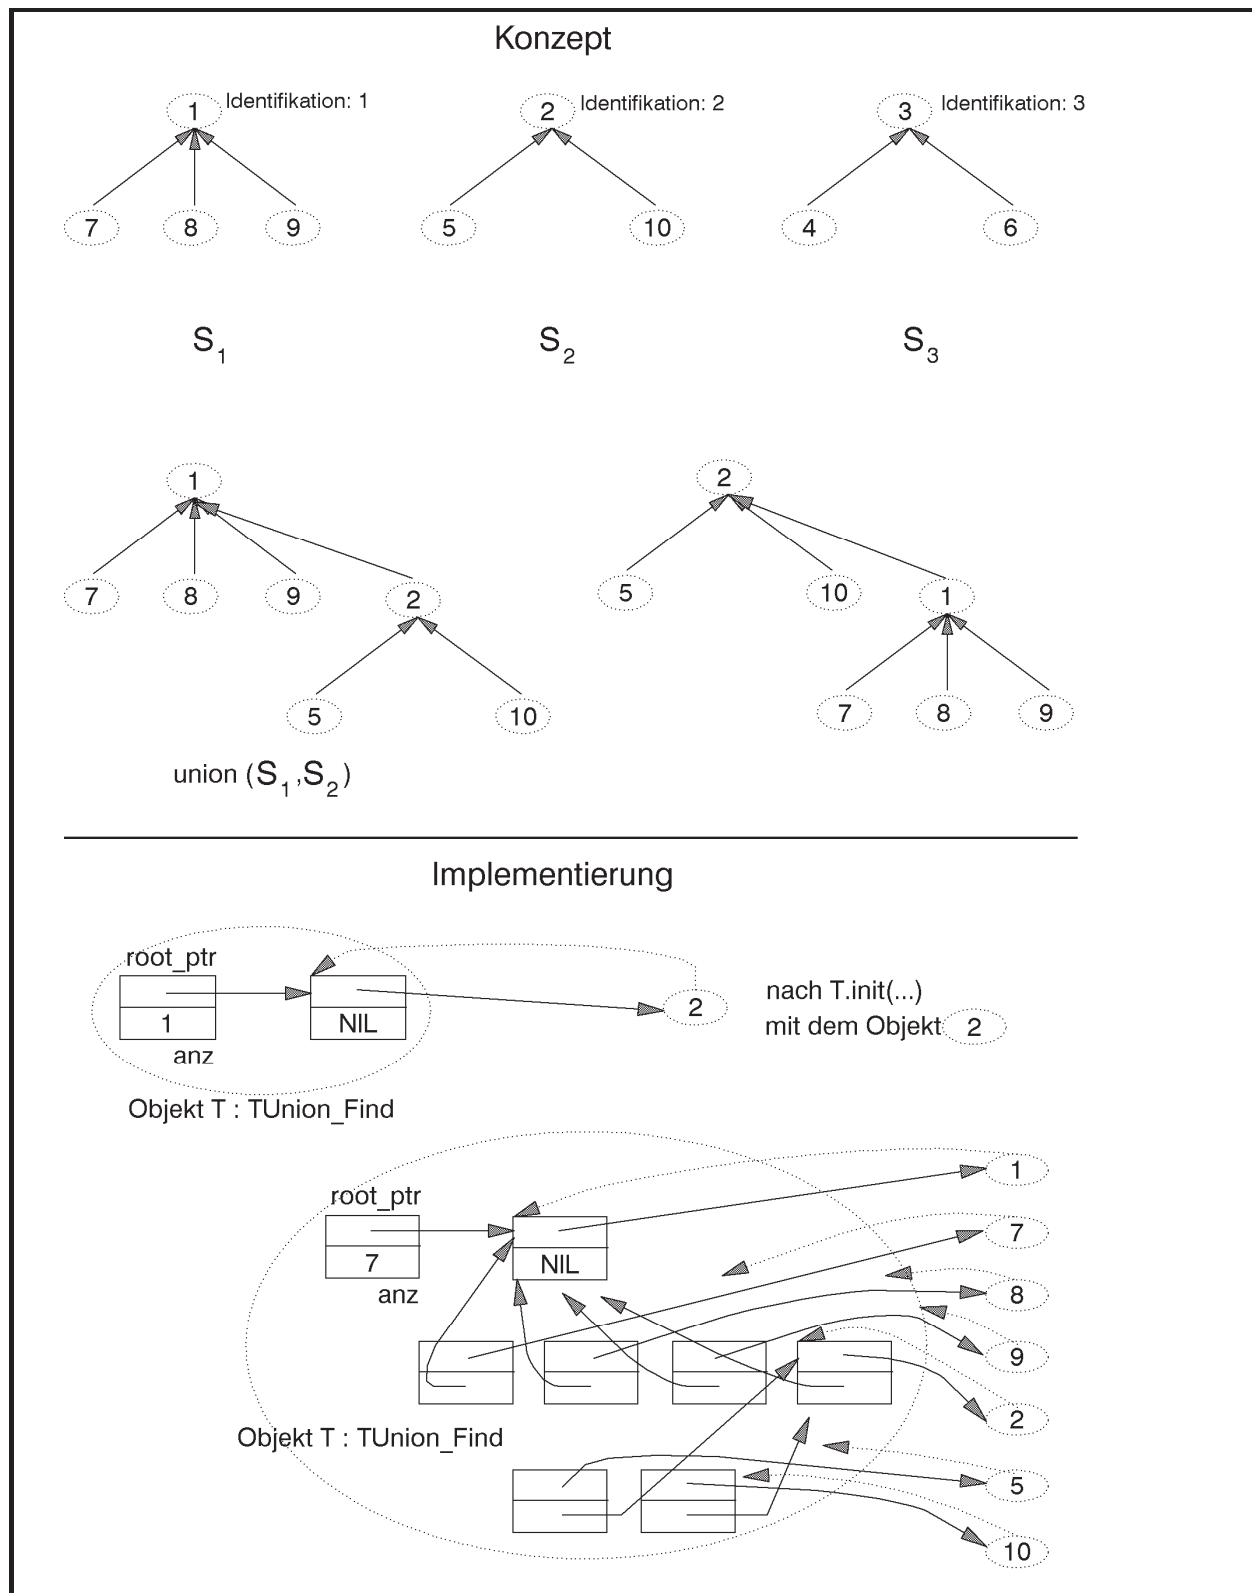 Konzept
1 Identifikation: 1 2 Identifikation: 2 3 Identifikation: 3
7 8 9 5 10 4 6
S1 S2 S3
1 2
7 8 9 2 5 10 1
5 10 7 8 9
union (S1,S2)
Implementierung
root_ptr
1 NIL
anz
2
nach T.init(...)
mit dem Objekt 2
Objekt T : TUnion_Find
root_ptr
7 NIL
anz
1
7
8
9
2
Objekt T : TUnion_Find
5
10